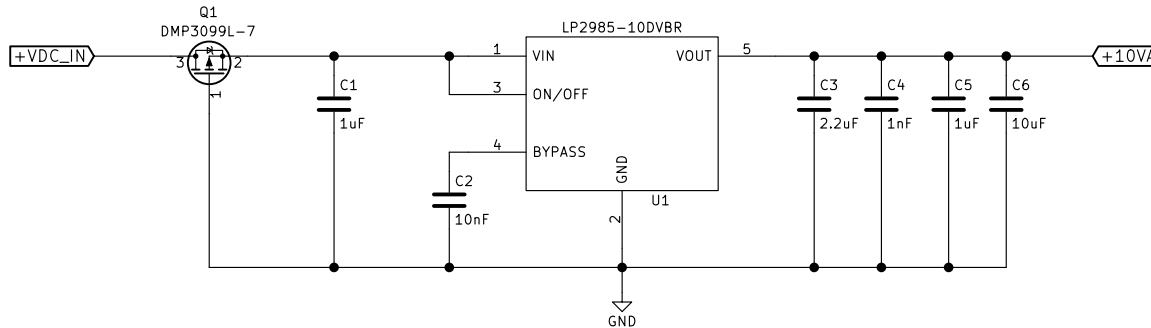 Q1
DMP3099L-7
+VDC_IN
3
2
1
C1
1uF
LP2985-10DVBR
1
VIN
3
ON/OFF
4
BYPASS
VOUT
5
GND
2
U1
C2
10nF
C3
2.2uF
C4
1nF
C5
1uF
C6
10uF
+10VA
GND